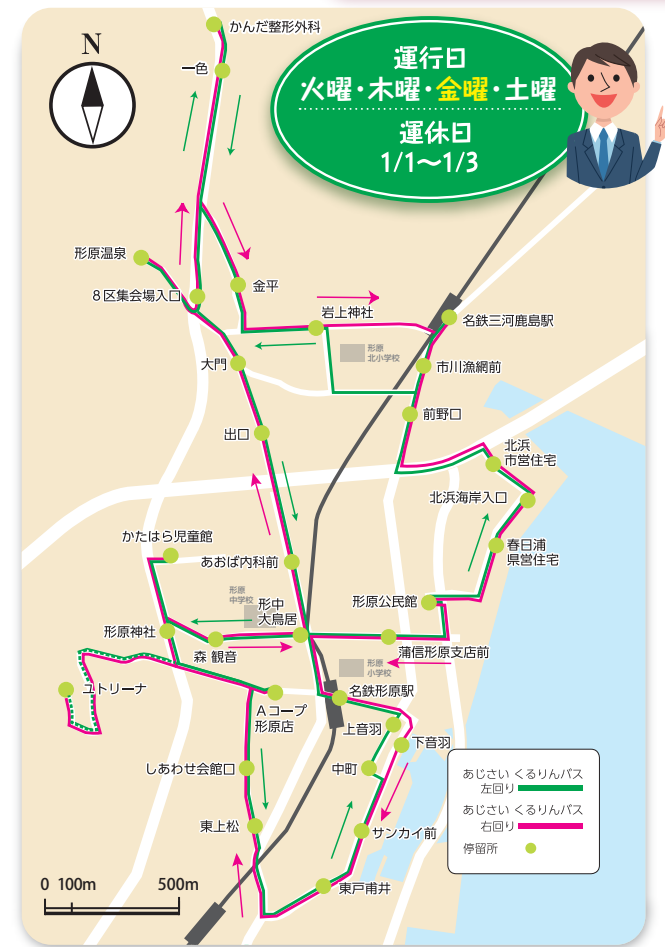 かんだ整形外科
N
一色
運行日
火曜・木曜・金曜・土曜
運休日
1/1〜1/3
形原温泉
8区集会場入口
金平
岩上神社
名鉄三河鹿島駅
形原
北小学校
大門
市川漁網前
前野口
出口
北浜
市営住宅
北浜海岸入口
かたはら児童館
あおば内科前
春日浦
県営住宅
形原
中学校
形中
大鳥居
形原公民館
形原神社
森 観音
蒲信形原支店前
形原
小学校
ユトリーナ
Aコープ
形原店
名鉄形原駅
上音羽
下音羽
しあわせ会館口
中町
あじさい くるりんバス
左回り
あじさい くるりんバス
右回り
停留所
東上松
サンカイ前
東戸甫井
0 100m 500m